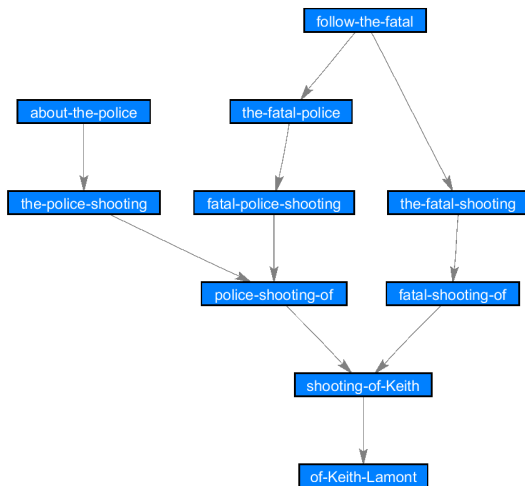 follow-the-fatal
about-the-police
the-fatal-police
the-police-shooting
fatal-police-shooting
the-fatal-shooting
police-shooting-of
fatal-shooting-of
shooting-of-Keith
of-Keith-Lamont